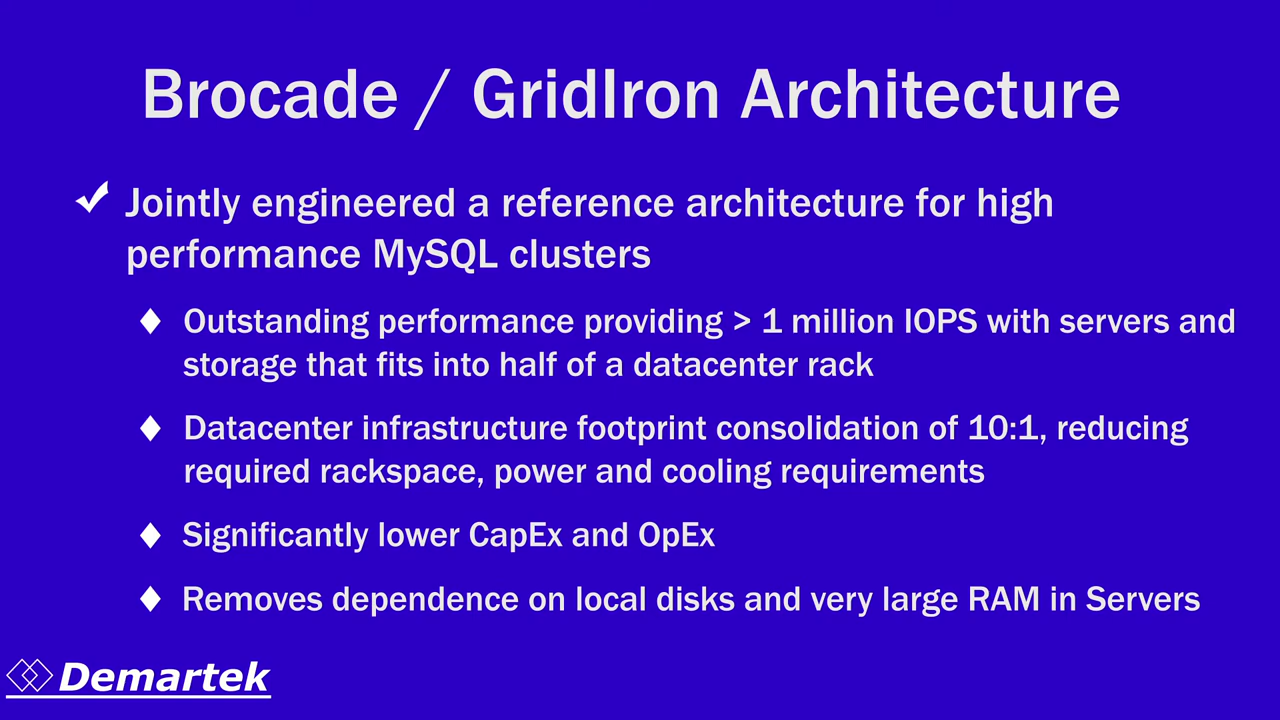 Brocade / GridIron Architecture
Jointly engineered a reference architecture for high
performance MySQL clusters
Outstanding performance providing > 1 million IOPS with servers and
storage that fits into half of a datacenter rack
Datacenter infrastructure footprint consolidation of 10:1, reducing
required rackspace, power and cooling requirements
Significantly lower CapEx and OpEx
Removes dependence on local disks and very large RAM in Servers
Demartek